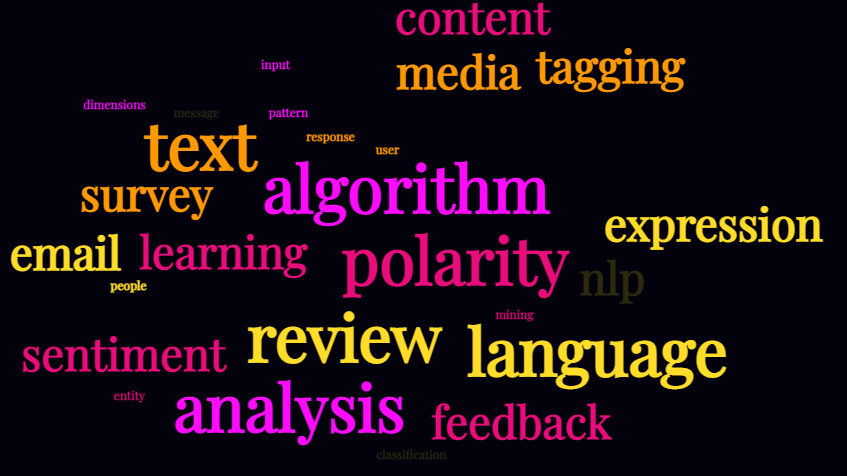 content
media tagging
input
dimensions message pattern
text response user
algorithm
survey
expression
email learning polarity nlp
people
mining
review language
sentiment
entity analysis feedback
classification